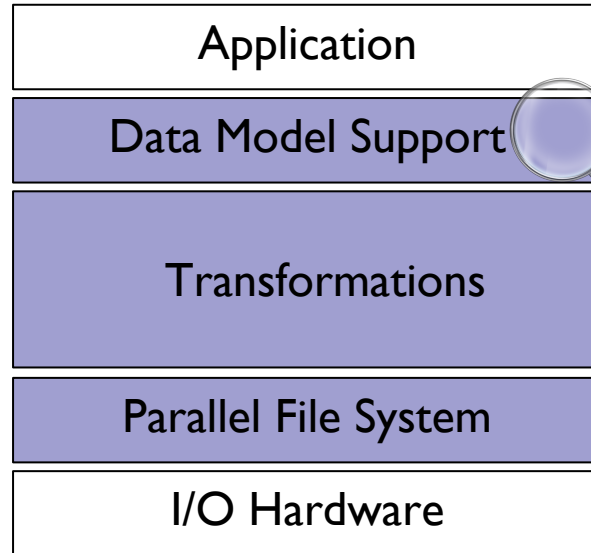 Application
Data Model Support
Transformations
Parallel File System
I/O Hardware